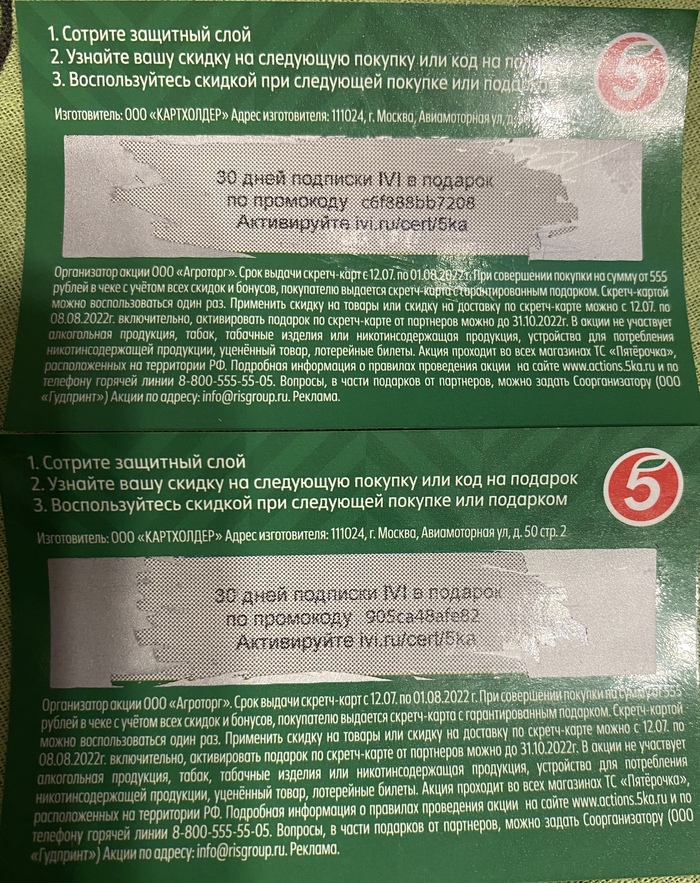 1. Сотрите защитный слой
2. Узнайте вашу скидку на следующую покупку или код на
3. Воспользуйтесь скидкой при следующей покупке или
5
Изготовитель: ООО «КАРТХОЛДЕР» Адрес изготовителя: 111024, г. Москва, Авиамоторная ул, д.
30 дней подписки IVI в подарок
по промокоду c6f888bb7208
Активируйте ivi.ru/cert/5ka
Организатор акции ООО «Агроторг». Срок выдачи скретч-карт с 12.07. по 01.08.2022г. При совершении покупки на сумму от 555
рублей в чеке с учётом всех скидок и бонусов, покупателю выдается скретч-карта с гарантированным подарком. Скретч-картой
можно воспользоваться один раз. Применить скидку на товары или скидку на доставку по скретч-карте можно с 12.07. по
08.08.2022г. включительно, активировать подарок по скретч-карте от партнеров можно до 31.10.2022г. В акции не участвует
алкогольная продукция, табак, табачные изделия или никотинсодержащая продукция, устройства для потребления
никотинсодержащей продукции, уценённый товар, лотерейные билеты. Акция проходит во всех магазинах ТС «Пятёрочка»,
расположенных на территории РФ. Подробная информация о правилах проведения акции на сайте www.actions.5ka.ru и по
телефону горячей линии 8-800-555-55-05. Вопросы, в части подарков от партнеров, можно задать Соорганизатору (ООО
«Гудпринт») Акции по адресу: info@risgroup.ru. Реклама.
1. Сотрите защитный слой
2. Узнайте вашу скидку на следующую покупку или код на подарок
3. Воспользуйтесь скидкой при следующей покупке или подарком
5
Изготовитель: ООО «КАРТХОЛДЕР» Адрес изготовителя: 111024, г. Москва, Авиамоторная ул, д. 50 стр. 2
30 дней подписки IVI в подарок
по промокоду 905ca48afe82
Активируйте ivi.ru/cert/5ka
Организатор акции ООО «Агроторг». Срок выдачи скретч-карт с 12.07. по 01.08.2022 г. При совершении покупки на сумму от 555
рублей в чеке с учётом всех скидок и бонусов, покупателю выдается скретч-карта с гарантированным подарком. Скретч-картой
можно воспользоваться один раз. Применить скидку на товары или скидку на доставку по скретч-карте можно с 12.07. по
08.08.2022г. включительно, активировать подарок по скретч-карте от партнеров можно до 31.10.2022г. В акции не участвует
алкогольная продукция, табак, табачные изделия или никотинсодержащая продукция, устройства для потребления
никотинсодержащей продукции, уценённый товар, лотерейные билеты. Акция проходит во всех магазинах ТС «Пятёрочка»,
расположенных на территории РФ. Подробная информация о правилах проведения акции на сайте www.actions.5ka.ru и по
телефону горячей линии 8-800-555-55-05. Вопросы, в части подарков от партнеров, можно задать Соорганизатору (ООО
«Гудпринт») Акции по адресу: info@risgroup.ru. Реклама.